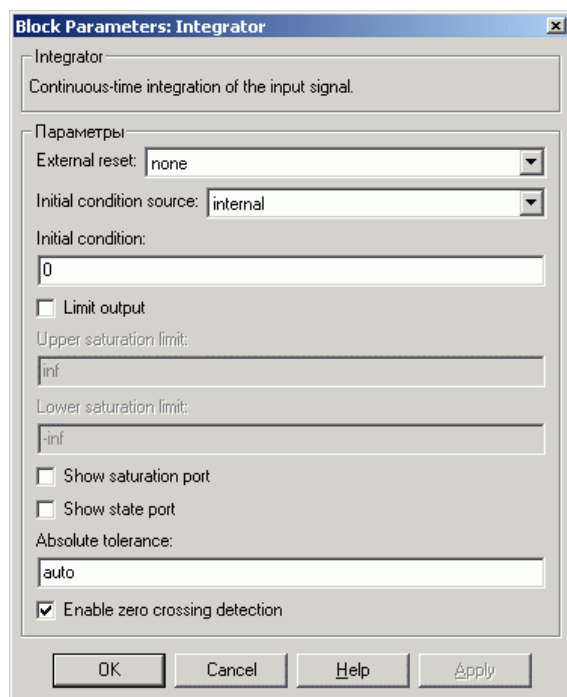 Block Parameters: Integrator
Integrator
Continuous-time integration of the input signal.
Параметры
External reset: none
Initial condition source: internal
Initial condition:
0
Limit output
Upper saturation limit:
inf
Lower saturation limit:
-inf
Show saturation port
Show state port
Absolute tolerance:
auto
Enable zero crossing detection
OK Cancel Help Apply